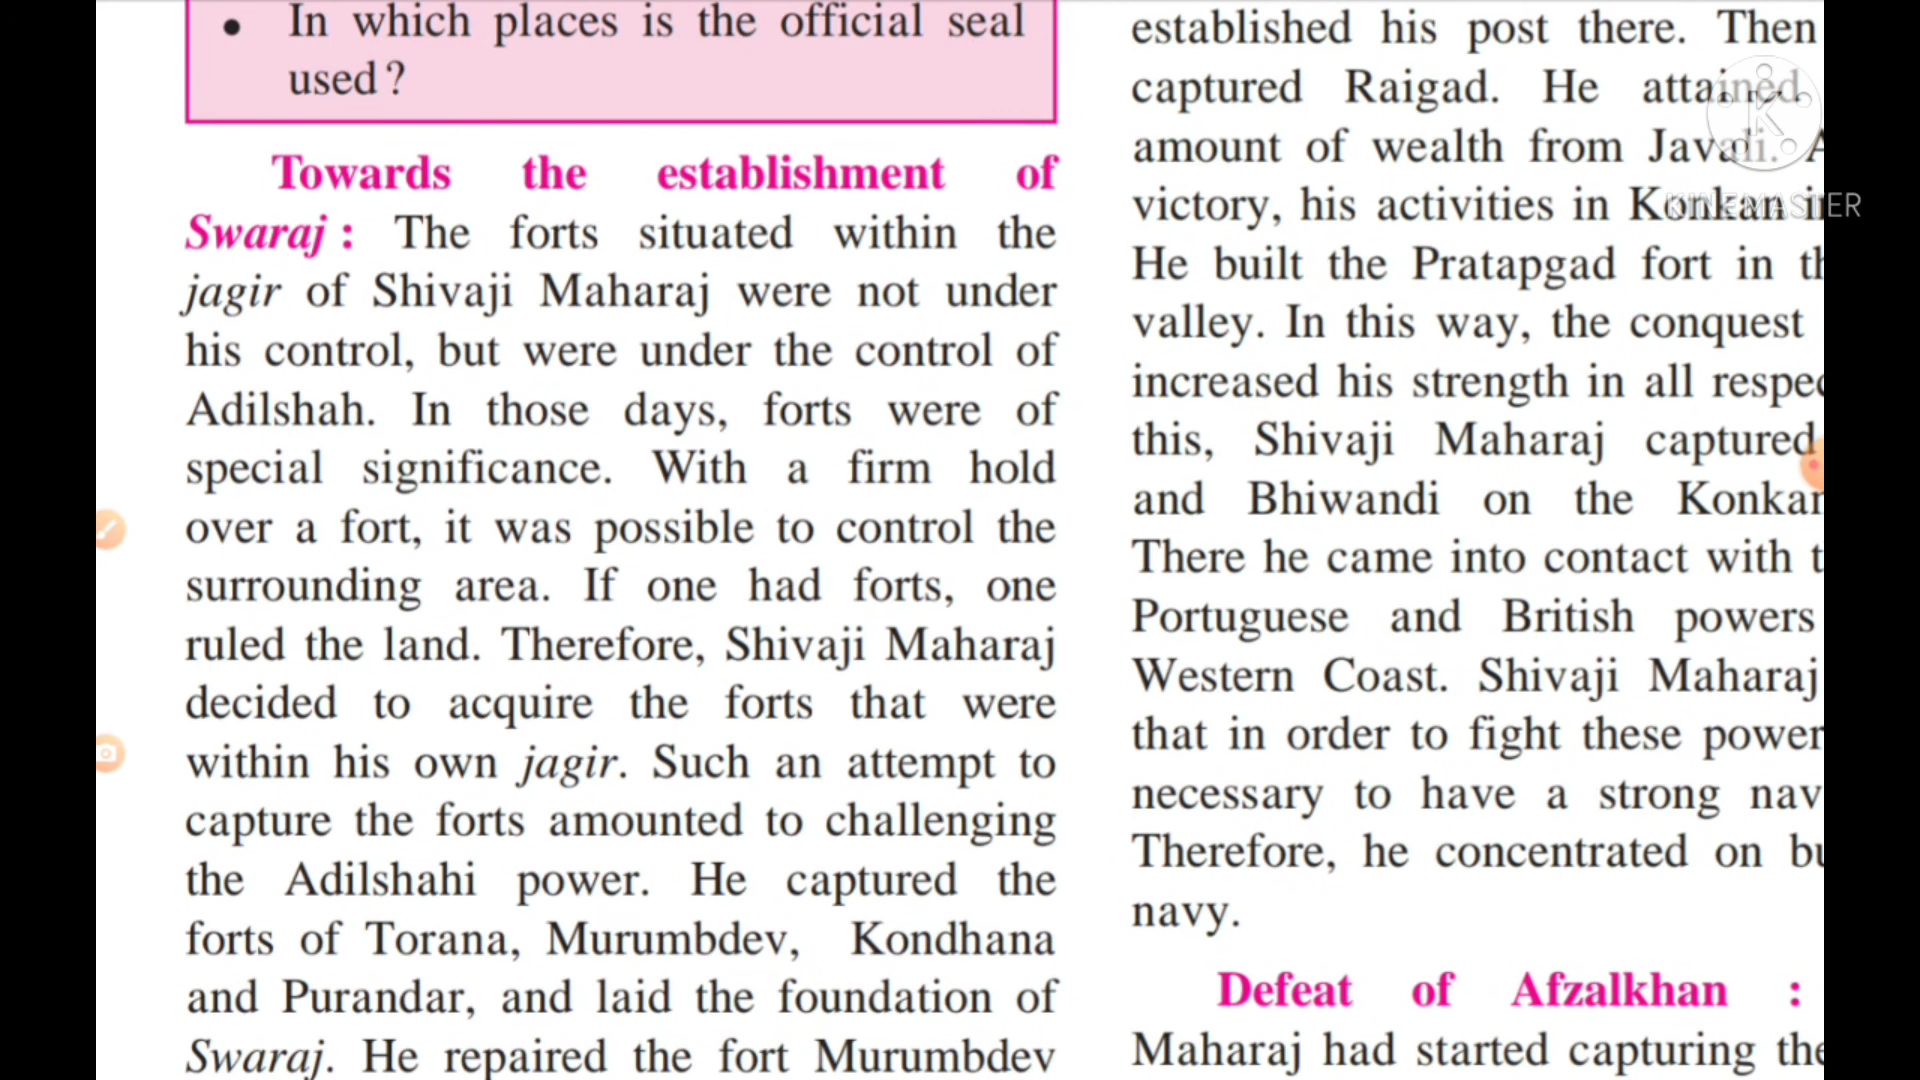 • In which places is the official seal
used?
Towards the establishment of
Swaraj : The forts situated within the
jagir of Shivaji Maharaj were not under
his control, but were under the control of
Adilshah. In those days, forts were of
special significance. With a firm hold
over a fort, it was possible to control the
surrounding area. If one had forts, one
ruled the land. Therefore, Shivaji Maharaj
decided to acquire the forts that were
within his own jagir. Such an attempt to
capture the forts amounted to challenging
the Adilshahi power. He captured the
forts of Torana, Murumbdev, Kondhana
and Purandar, and laid the foundation of
Swaraj. He repaired the fort Murumbdev
established his post there. Then
captured Raigad. He attained
amount of wealth from Javali.
victory, his activities in Konkan
He built the Pratapgad fort in
valley. In this way, the conquest
increased his strength in all
this, Shivaji Maharaj captured
and Bhiwandi on the
There he came into contact with
Portuguese and British powers
Western Coast. Shivaji Maharaj
that in order to fight these
necessary to have a strong
Therefore, he concentrated on
navy.
Defeat of Afzalkhan :
Maharaj had started capturing
K
KINEMASTER